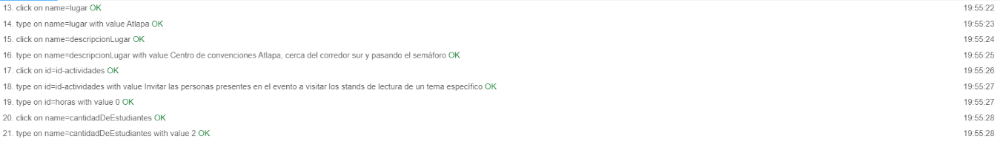 13. click on name=lugar OK 19:55:22
14. type on name=lugar with value Atlapa OK 19:55:23
15. click on name=descripcionLugar OK 19:55:24
16. type on name=descripcionLugar with value Centro de convenciones Atlapa, cerca del corredor sur y pasando el semáforo OK 19:55:25
17. click on id=id-actividades OK 19:55:26
18. type on id=id-actividades with value Invitar las personas presentes en el evento a visitar los stands de lectura de un tema específico OK 19:55:27
19. type on id=horas with value 0 OK 19:55:27
20. click on name=cantidadDeEstudiantes OK 19:55:28
21. type on name=cantidadDeEstudiantes with value 2 OK 19:55:28